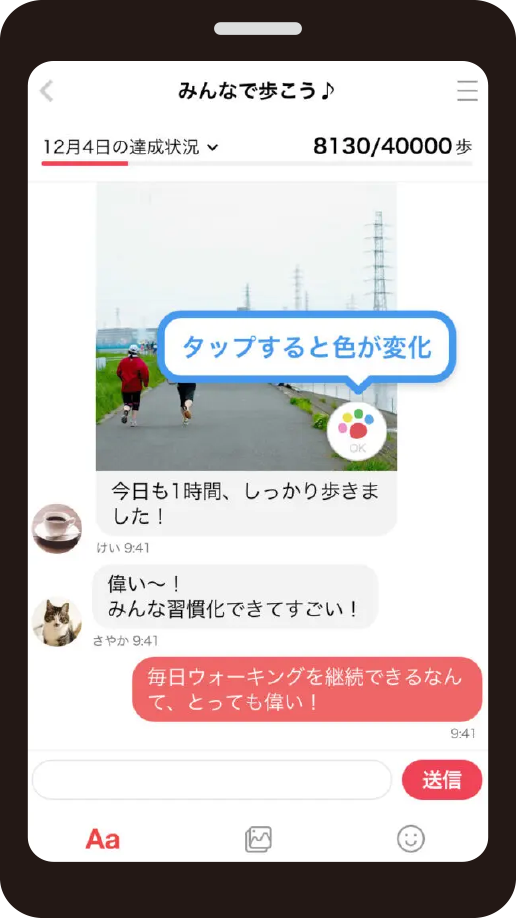 みんなで歩こう♪
12月4日の達成状況
8130/40000 歩
タップすると色が変化
OK
今日も1時間、しっかり歩きま
した！
けい 9:41
偉い〜！
みんな習慣化できてすごい！
さやか 9:41
毎日ウォーキングを継続できるなん
て、とっても偉い！
9:41
送信
Aa